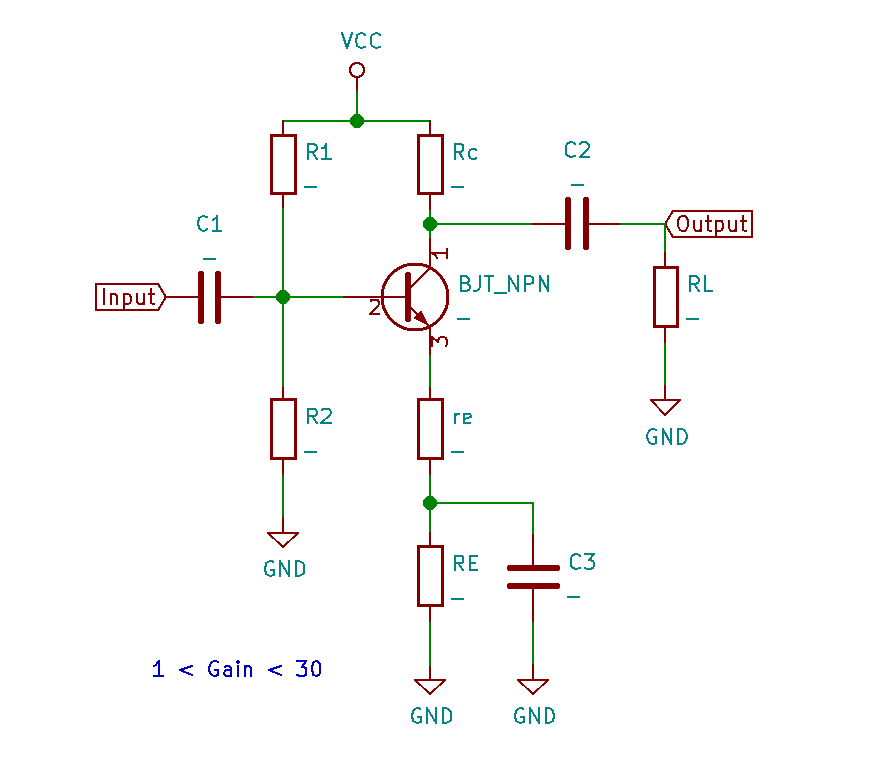 VCC
R1
–
Rc
–
C2
–
C1
–
Output
1
Input
2
BJT_NPN
–
3
RL
–
R2
–
re
–
GND
GND
RE
–
C3
–
1 < Gain < 30
GND
GND